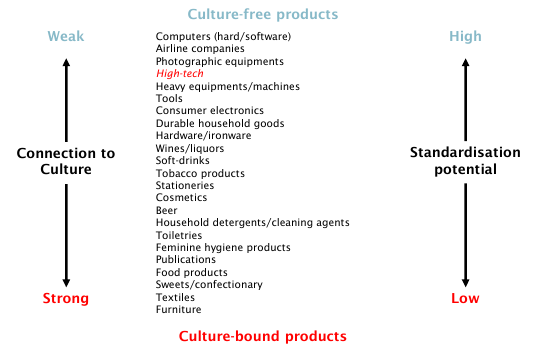 Culture-free products
Weak
High
Computers (hard/software)
Airline companies
Photographic equipments
High-tech
Heavy equipments/machines
Tools
Consumer electronics
Durable household goods
Hardware/ironware
Wines/liquors
Soft-drinks
Tobacco products
Stationeries
Cosmetics
Beer
Household detergents/cleaning agents
Toiletries
Feminine hygiene products
Publications
Food products
Sweets/confectionary
Textiles
Furniture
Connection to
Culture
Standardisation
potential
Strong
Low
Culture-bound products